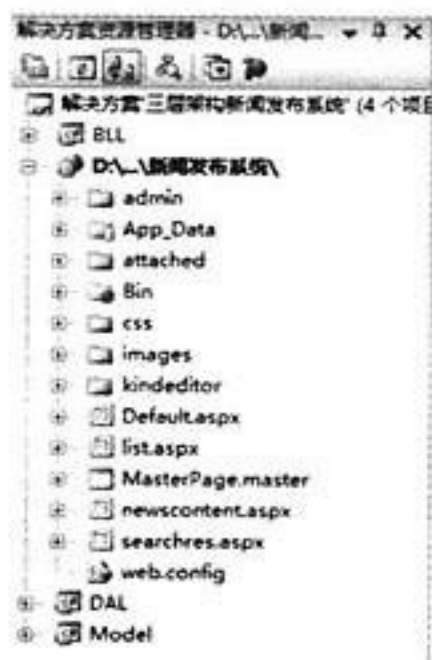 解决方案资源管理器 - D:\...\新闻...
解决方案"三层架构新闻发布系统" (4 个项目
BLL
D:\...\新闻发布系统\
admin
App_Data
attached
Bin
css
images
kindeditor
Default.aspx
list.aspx
MasterPage.master
newscontent.aspx
searchres.aspx
web.config
DAL
Model